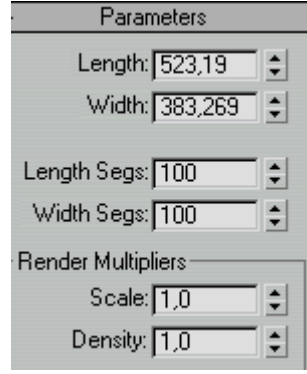 Parameters
Length: 523,19
Width: 383,269
Length Segs: 100
Width Segs: 100
Render Multipliers
Scale: 1,0
Density: 1,0